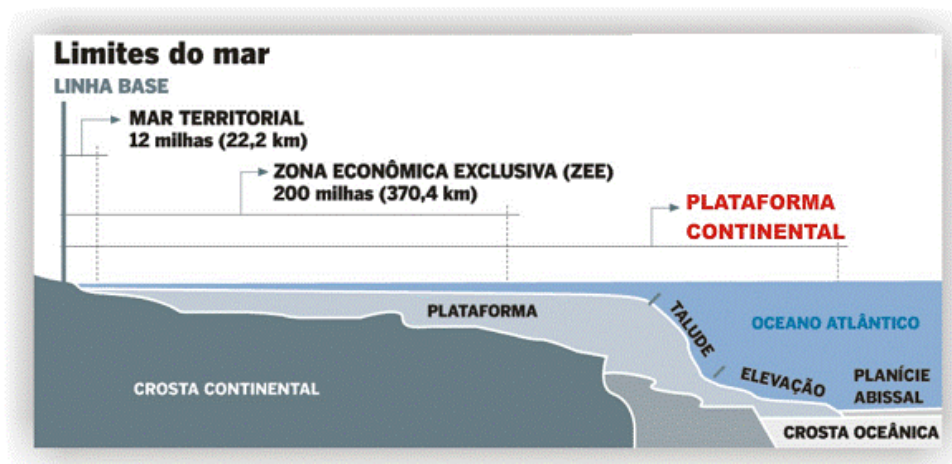 Limites do mar
LINHA BASE
MAR TERRITORIAL
12 milhas (22,2 km)
ZONA ECONÔMICA EXCLUSIVA (ZEE)
200 milhas (370,4 km)
PLATAFORMA
CONTINENTAL
PLATAFORMA
TALUDE
OCEANO ATLÂNTICO
ELEVAÇÃO
PLANÍCIE
ABISSAL
CROSTA CONTINENTAL
CROSTA OCEÂNICA